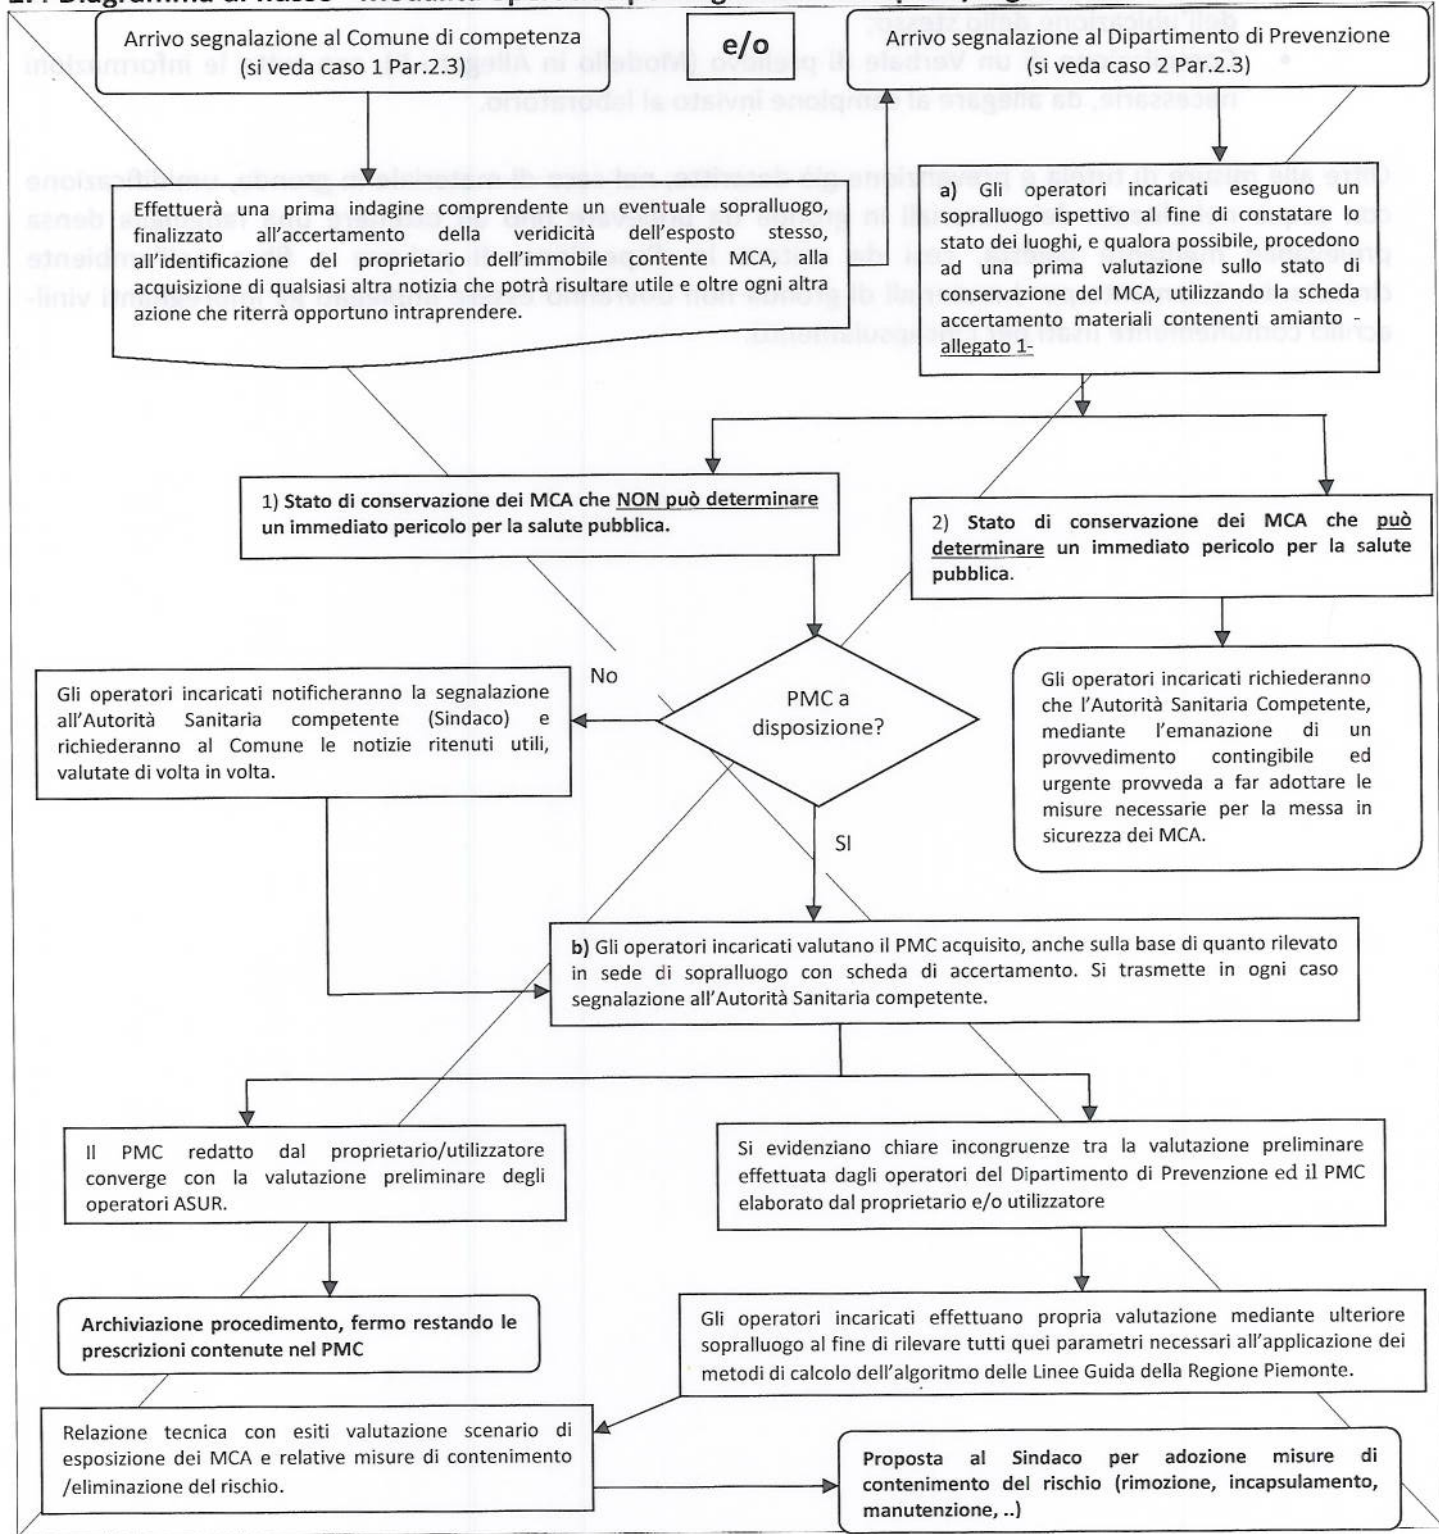 Arrivo segnalazione al Comune di competenza
(si veda caso 1 Par.2.3)
e/o
Arrivo segnalazione al Dipartimento di Prevenzione
(si veda caso 2 Par.2.3)
Effettuerà una prima indagine comprendente un eventuale sopralluogo,
finalizzato all'accertamento della veridicità dell'esposto stesso,
all'identificazione del proprietario dell'immobile contente MCA, alla
acquisizione di qualsiasi altra notizia che potrà risultare utile e oltre ogni altra
azione che riterrà opportuno intraprendere.
a) Gli operatori incaricati eseguono un
sopralluogo ispettivo al fine di constatare lo
stato dei luoghi, e qualora possibile, procedono
ad una prima valutazione sullo stato di
conservazione del MCA, utilizzando la scheda
accertamento materiali contenenti amianto -
allegato 1-
1) Stato di conservazione dei MCA che NON può determinare
un immediato pericolo per la salute pubblica.
2) Stato di conservazione dei MCA che può
determinare un immediato pericolo per la salute
pubblica.
No
Gli operatori incaricati notificheranno la segnalazione
all'Autorità Sanitaria competente (Sindaco) e
richiederanno al Comune le notizie ritenuti utili,
valutate di volta in volta.
PMC a
disposizione?
Gli operatori incaricati richiederanno
che l'Autorità Sanitaria Competente,
mediante l'emanazione di un
provvedimento contingibile ed
urgente provveda a far adottare le
misure necessarie per la messa in
sicurezza dei MCA.
SI
b) Gli operatori incaricati valutano il PMC acquisito, anche sulla base di quanto rilevato
in sede di sopralluogo con scheda di accertamento. Si trasmette in ogni caso
segnalazione all'Autorità Sanitaria competente.
Il PMC redatto dal proprietario/utilizzatore
converge con la valutazione preliminare degli
operatori ASUR.
Si evidenziano chiare incongruenze tra la valutazione preliminare
effettuata dagli operatori del Dipartimento di Prevenzione ed il PMC
elaborato dal proprietario e/o utilizzatore
Archiviazione procedimento, fermo restando le
prescrizioni contenute nel PMC
Gli operatori incaricati effettuano propria valutazione mediante ulteriore
sopralluogo al fine di rilevare tutti quei parametri necessari all'applicazione dei
metodi di calcolo dell'algoritmo delle Linee Guida della Regione Piemonte.
Relazione tecnica con esiti valutazione scenario di
esposizione dei MCA e relative misure di contenimento
/eliminazione del rischio.
Proposta al Sindaco per adozione misure di
contenimento del rischio (rimozione, incapsulamento,
manutenzione, ..)